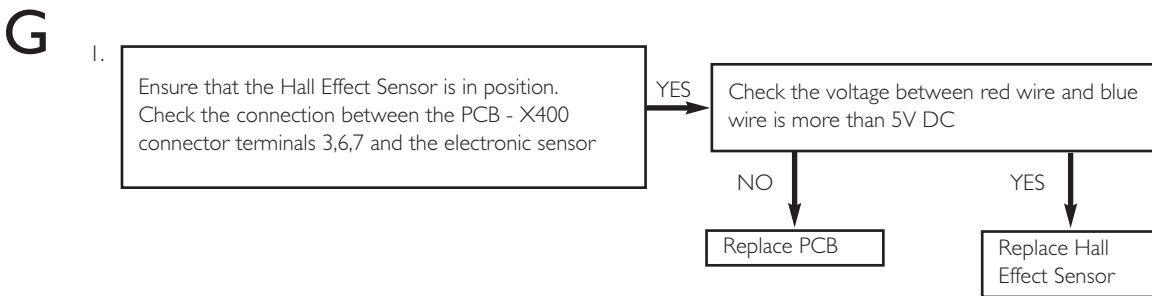 G
1.
Ensure that the Hall Effect Sensor is in position.
Check the connection between the PCB - X400
connector terminals 3,6,7 and the electronic sensor
YES
Check the voltage between red wire and blue
wire is more than 5V DC
NO
YES
Replace PCB
Replace Hall
Effect Sensor